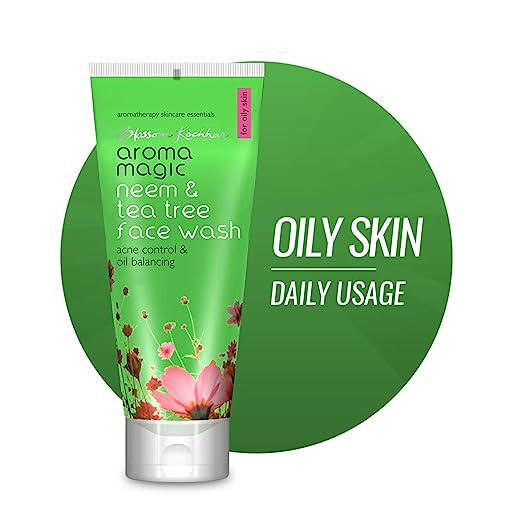 aromatherapy skincare essentials
for oily skin
Blossom Kochhar
aroma
magic
neem &
tea tree
face wash
acne control &
oil balancing
OILY SKIN
DAILY USAGE